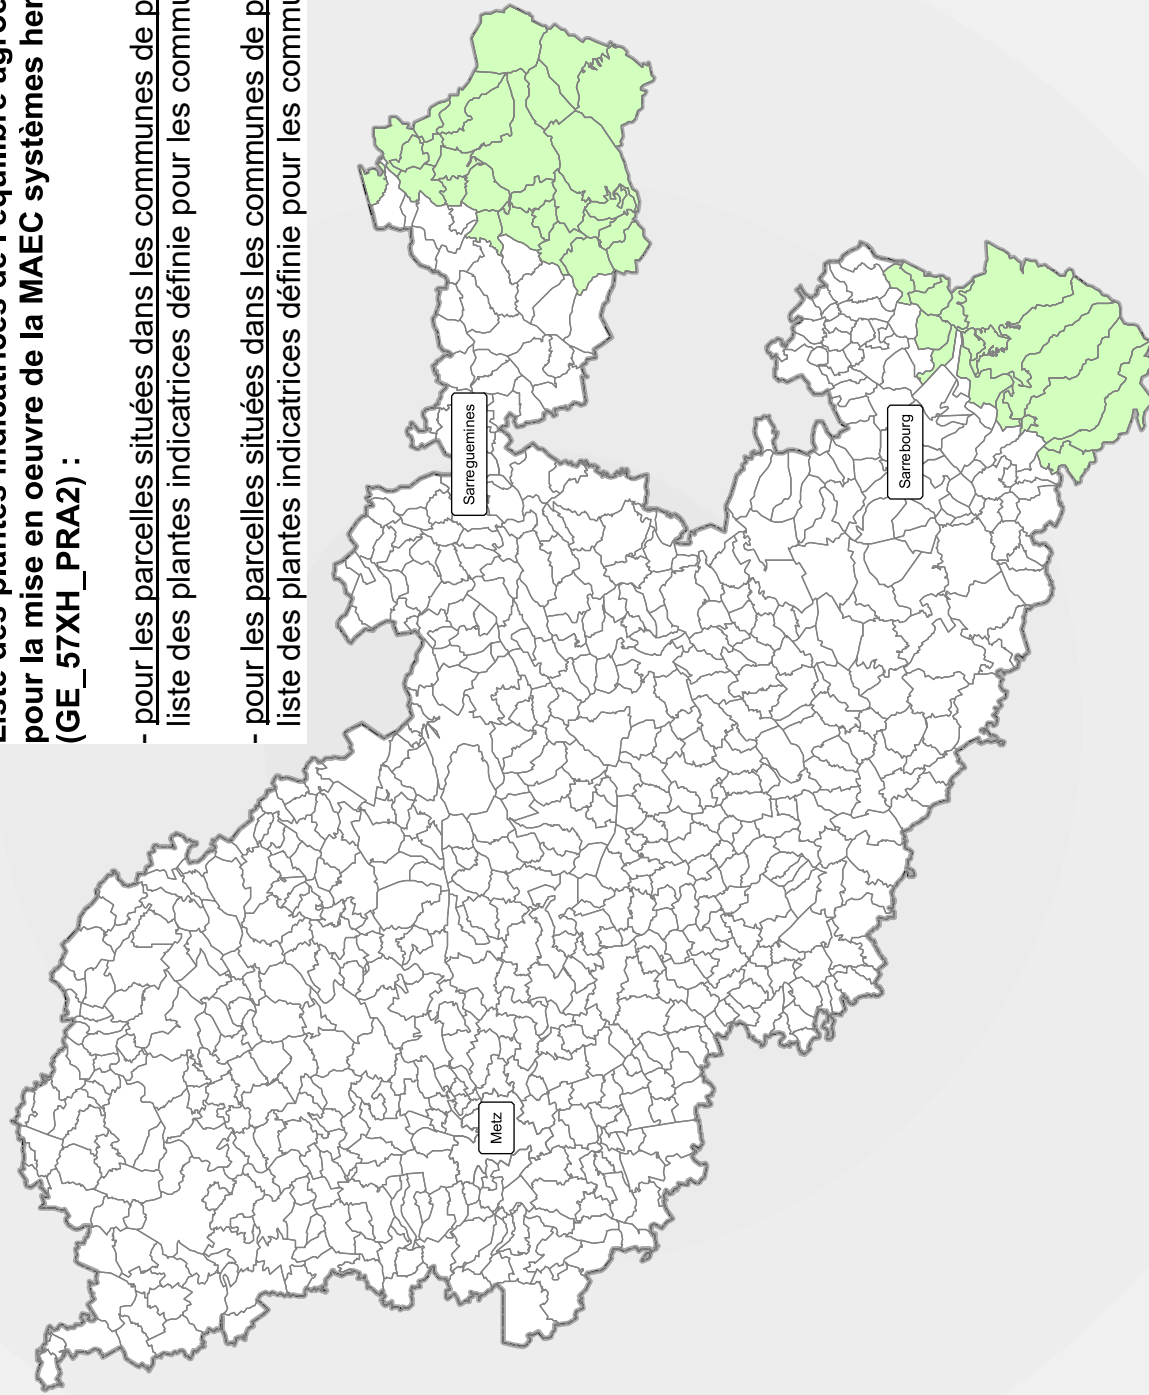 pour la mise en oeuvre de la MAEC systèmes her
(GE_57XH_PRA2) :
- pour les parcelles situées dans les communes de p
liste des plantes indicatrices définie pour les commu
- pour les parcelles situées dans les communes de p
liste des plantes indicatrices définie pour les commu
Sarreguemines
Sarrebourg
Metz